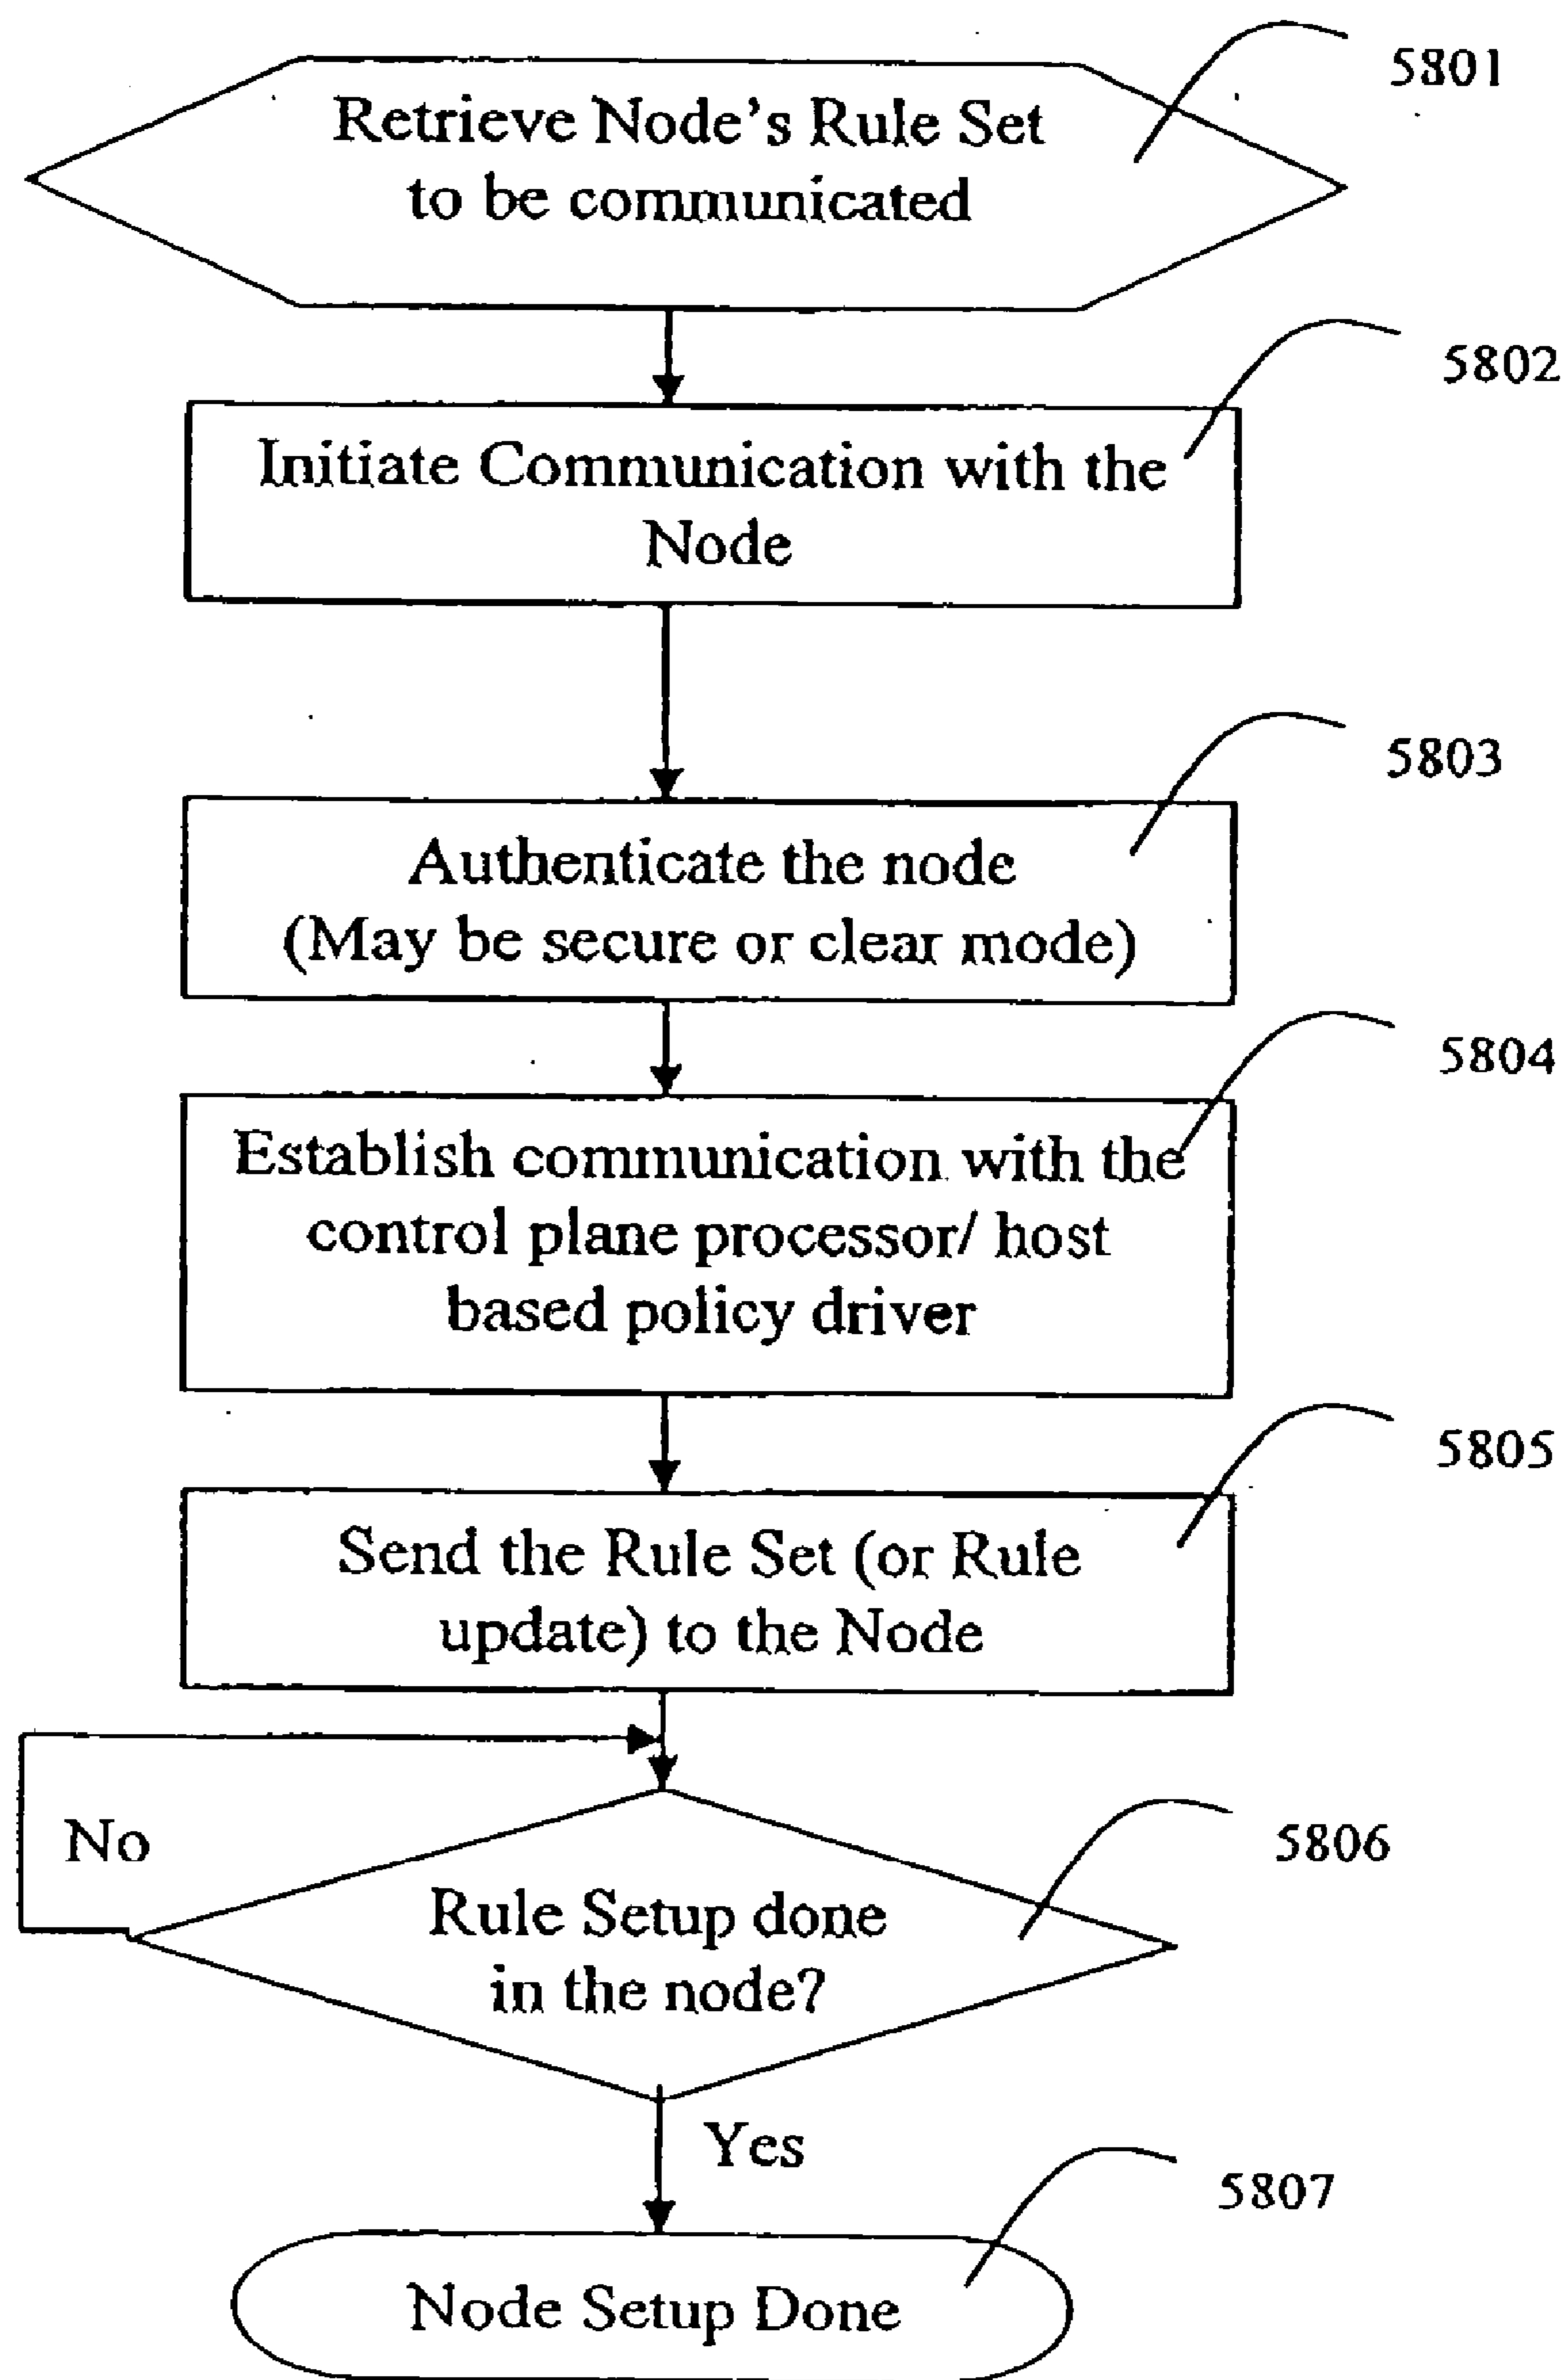 5801
Retrieve Node's Rule Set
to be communicated
5802
Initiate Communication with the
Node
5803
Authenticate the node
(May be secure or clear mode)
5804
Establish communication with the
control plane processor/ host
based policy driver
5805
Send the Rule Set (or Rule
update) to the Node
No
5806
Rule Setup done
in the node?
Yes
5807
Node Setup Done